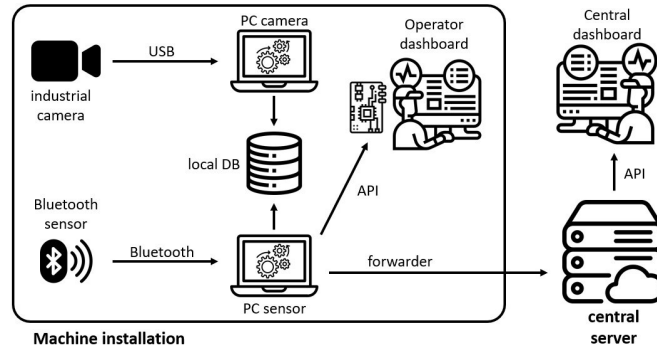 PC camera
Operator
dashboard
Central
dashboard
USB
industrial
camera
local DB
API
API
Bluetooth
sensor
Bluetooth
forwarder
PC sensor
central
server
Machine installation